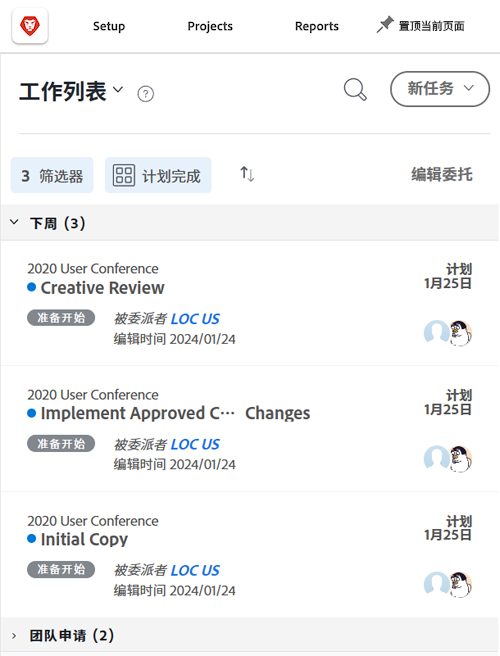 Setup Projects Reports 置顶当前页面
工作列表 ? 新任务
3 筛选器 计划完成 编辑委托
下周 (3)
2020 User Conference 计划
Creative Review 1月25日
准备开始 被委派者 LOC US
编辑时间 2024/01/24
2020 User Conference 计划
Implement Approved C··· Changes 1月25日
准备开始 被委派者 LOC US
编辑时间 2024/01/24
2020 User Conference 计划
Initial Copy 1月25日
准备开始 被委派者 LOC US
编辑时间 2024/01/24
团队申请 (2)